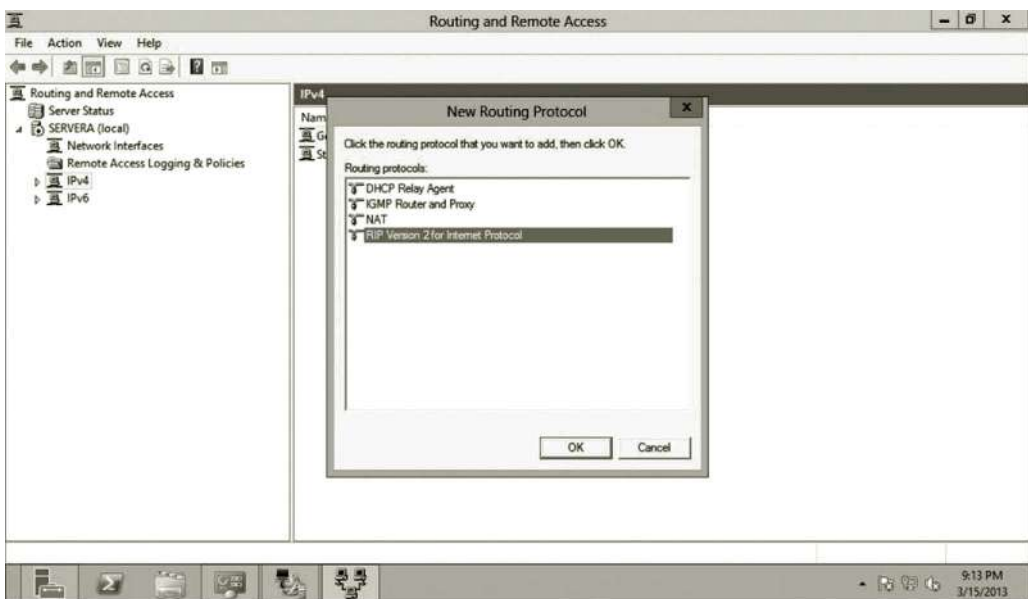 Routing and Remote Access
File Action View Help
Routing and Remote Access
Server Status
SERVERA (local)
Network Interfaces
Remote Access Logging & Policies
IPv4
IPv6
IPv4
Nam
G
St
New Routing Protocol
Click the routing protocol that you want to add, then click OK.
Routing protocols:
DHCP Relay Agent
IGMP Router and Proxy
NAT
RIP Version 2 for Internet Protocol
OK Cancel
9:13 PM
3/15/2013